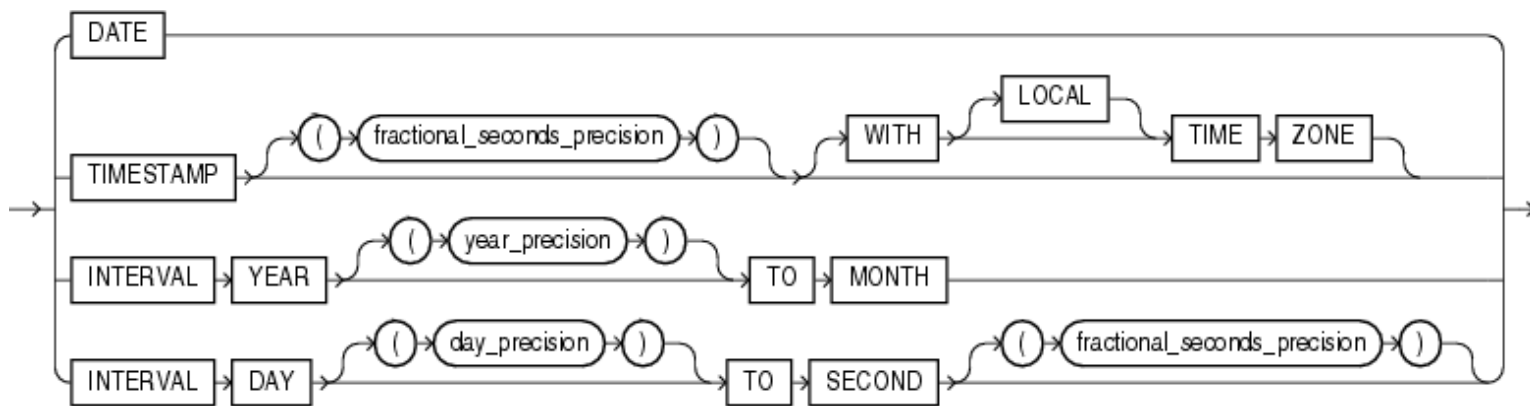 DATE
TIMESTAMP ( fractional_seconds_precision ) WITH LOCAL TIME ZONE
INTERVAL YEAR ( year_precision ) TO MONTH
INTERVAL DAY ( day_precision ) TO SECOND ( fractional_seconds_precision )